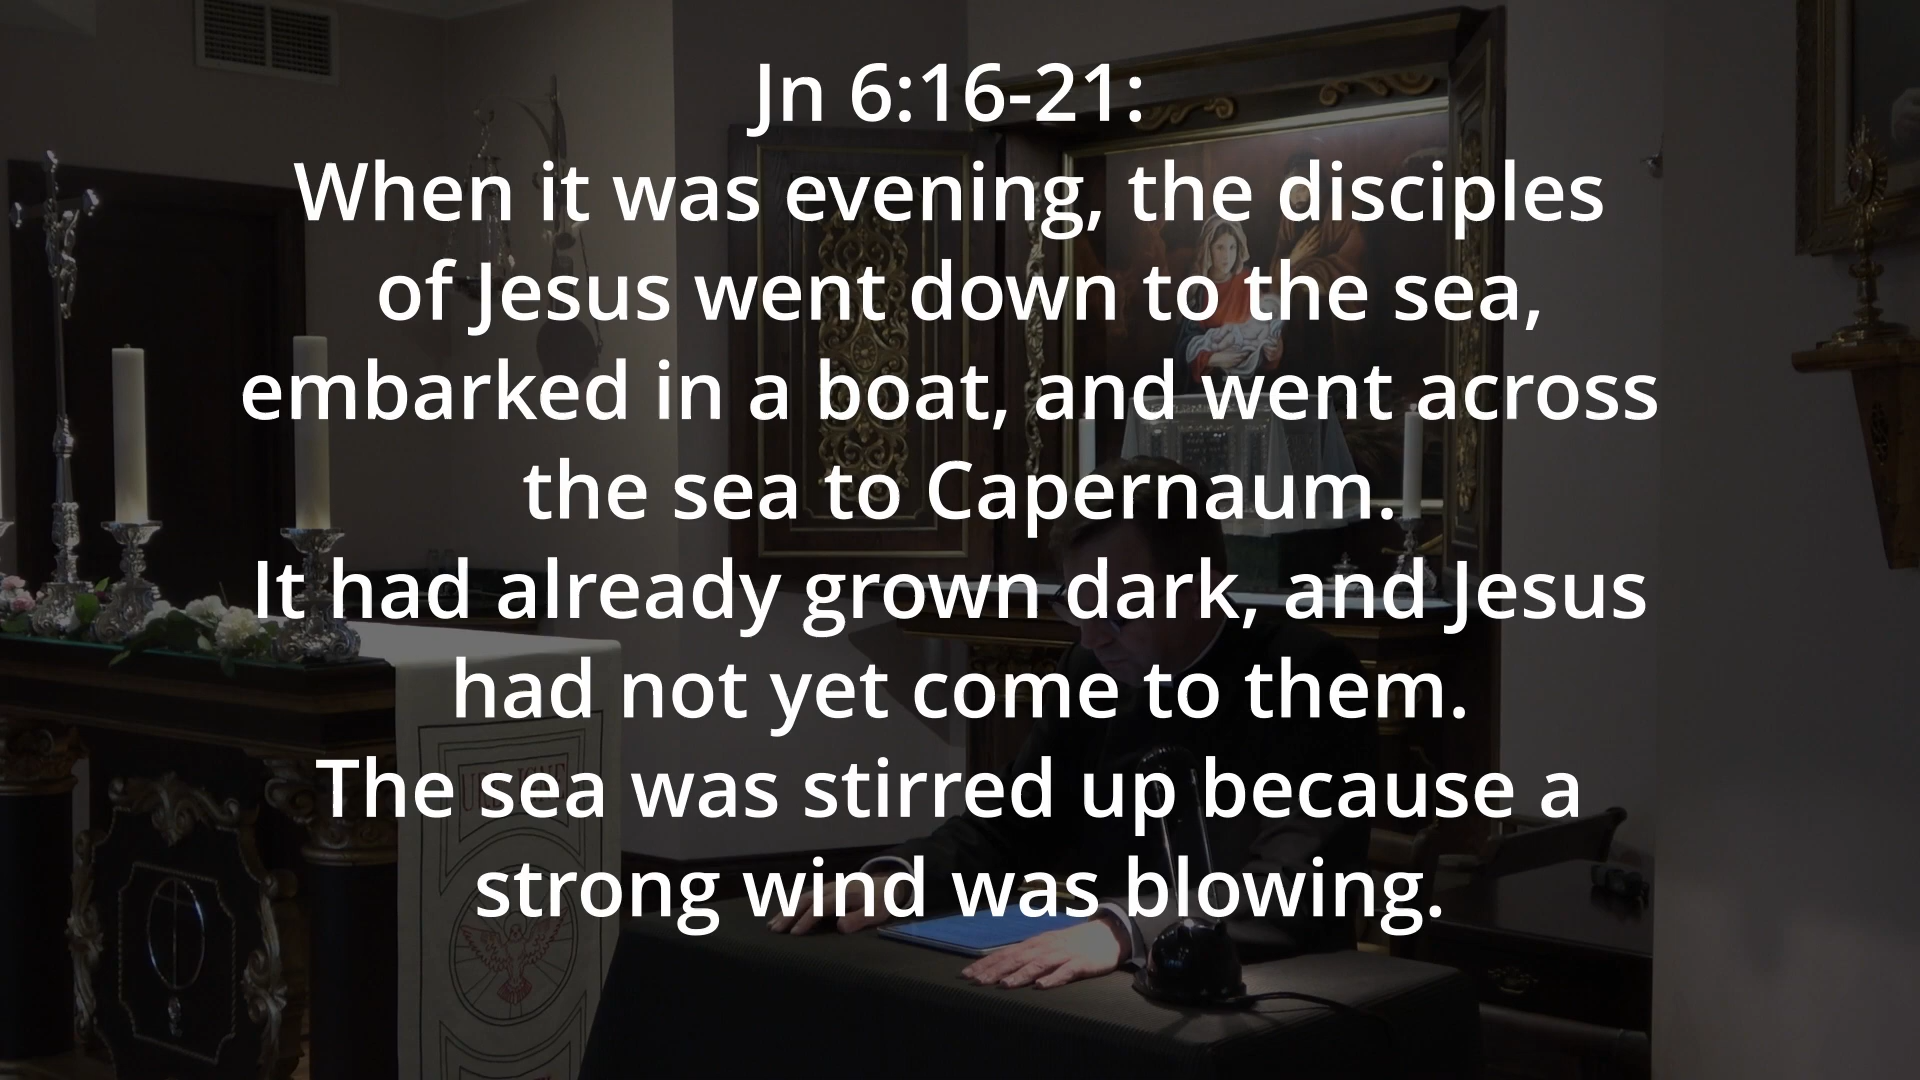 Jn 6:16-21:
When it was evening, the disciples
of Jesus went down to the sea,
embarked in a boat, and went across
the sea to Capernaum.
It had already grown dark, and Jesus
had not yet come to them.
The sea was stirred up because a
strong wind was blowing.